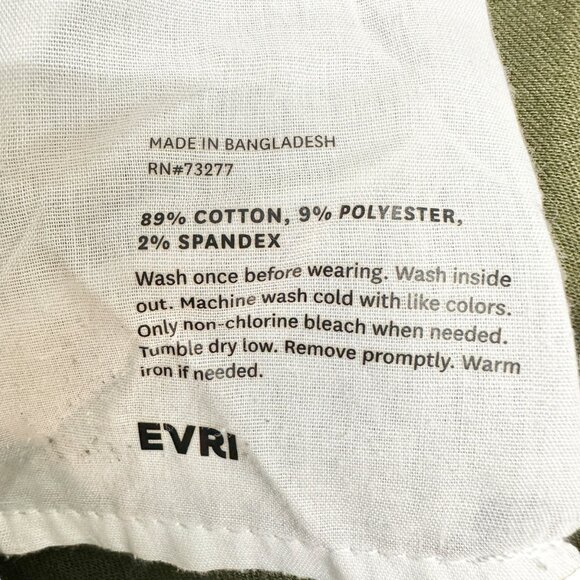 MADE IN BANGLADESH
RN#73277
89% COTTON, 9% POLYESTER,
2% SPANDEX
Wash once before wearing. Wash inside
out. Machine wash cold with like colors.
Only non-chlorine bleach when needed.
Tumble dry low. Remove promptly. Warm
iron if needed.
EVRI